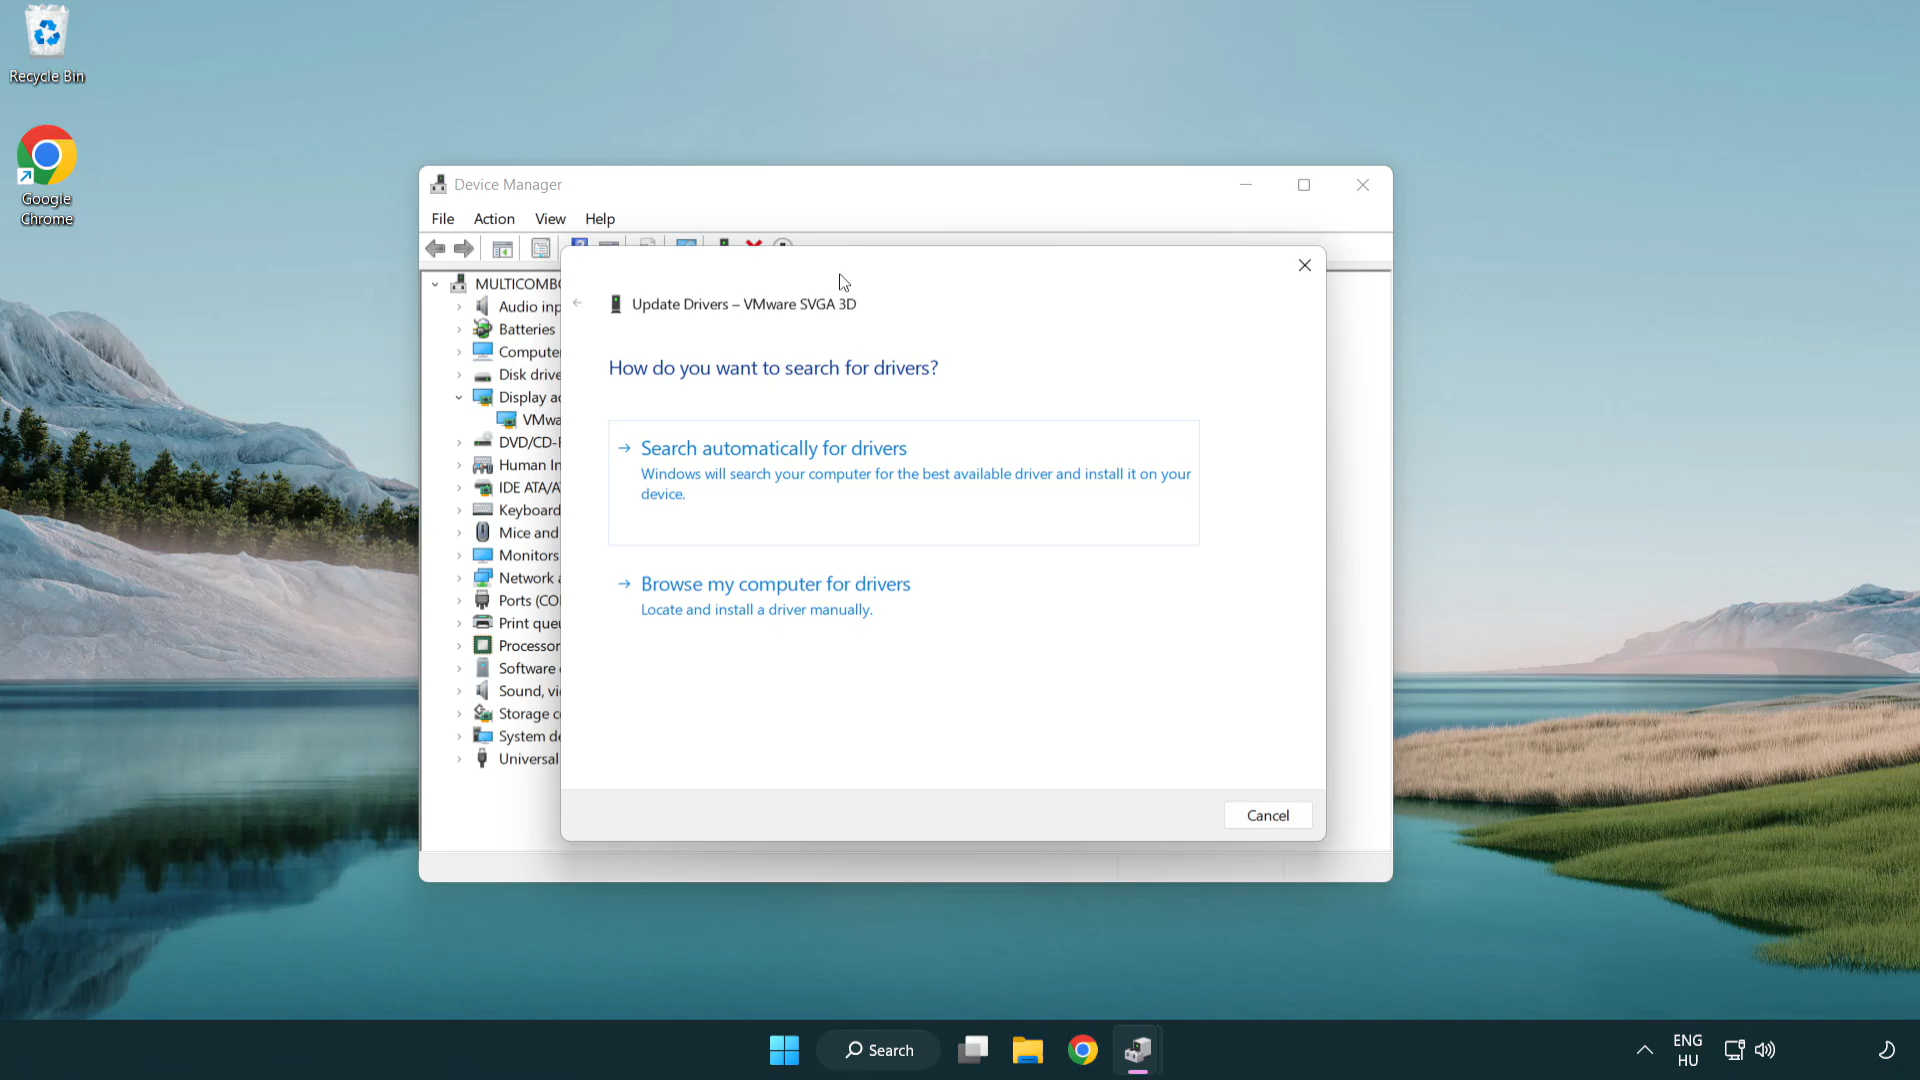 Recycle Bin
Google
Chrome
Device Manager
File Action View Help
MULTICOMBO
Audio inp
Batteries
Compute
Disk drive
Display a
VMwa
DVD/CD-
Human In
IDE ATA/A
Keyboard
Mice and
Monitors
Network a
Ports (CO
Print que
Processor
Software
Sound, vi
Storage c
System de
Universal
Update Drivers – VMware SVGA 3D
How do you want to search for drivers?
Search automatically for drivers
Windows will search your computer for the best available driver and install it on your
device.
Browse my computer for drivers
Locate and install a driver manually.
Cancel
Search
ENG
HU